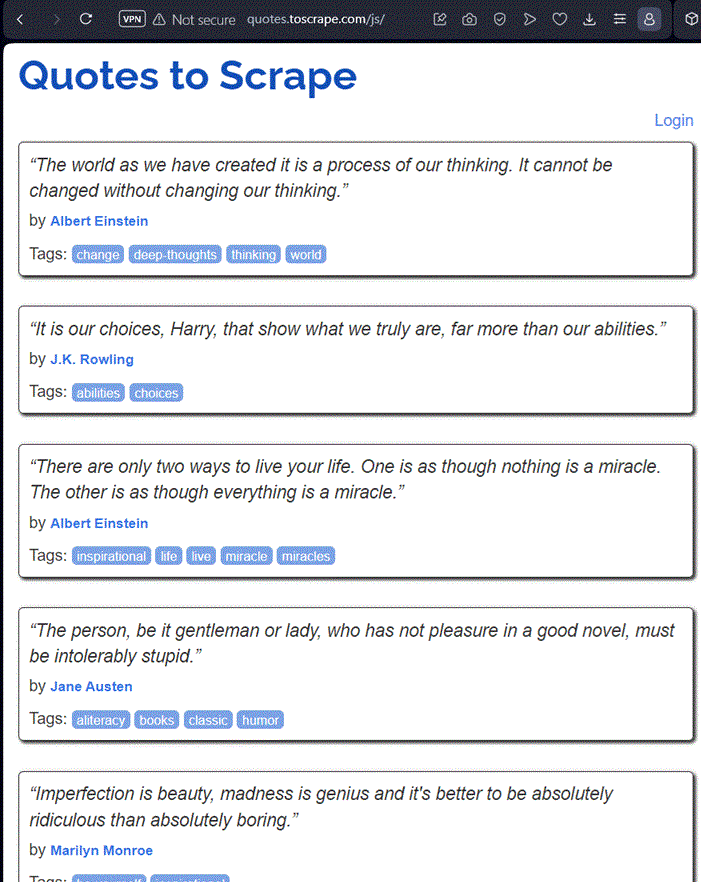 VPN Not secure quotes.toscrape.com/js/
Quotes to Scrape
Login
“The world as we have created it is a process of our thinking. It cannot be
changed without changing our thinking.”
by Albert Einstein
Tags: change deep-thoughts thinking world
“It is our choices, Harry, that show what we truly are, far more than our abilities.”
by J.K. Rowling
Tags: abilities choices
“There are only two ways to live your life. One is as though nothing is a miracle.
The other is as though everything is a miracle.”
by Albert Einstein
Tags: inspirational life live miracle miracles
“The person, be it gentleman or lady, who has not pleasure in a good novel, must
be intolerably stupid.”
by Jane Austen
Tags: aliteracy books classic humor
“Imperfection is beauty, madness is genius and it's better to be absolutely
ridiculous than absolutely boring.”
by Marilyn Monroe
Tags: